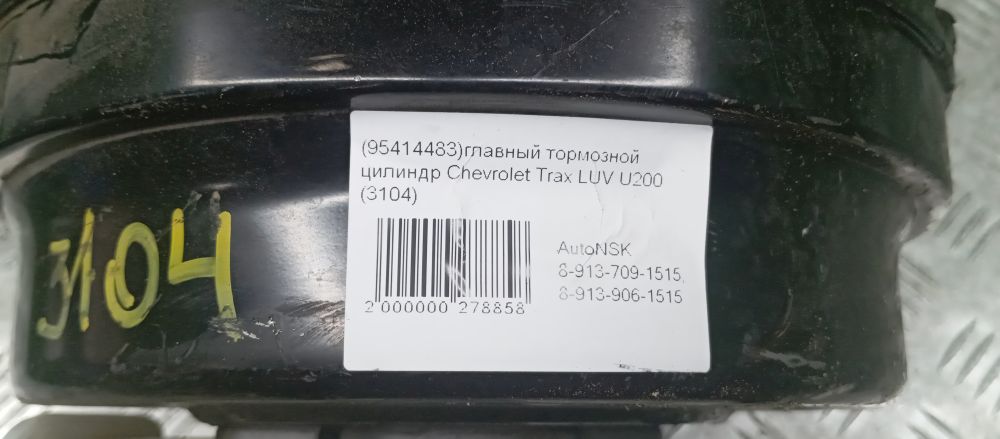 (95414483)главный тормозной
цилиндр Chevrolet Trax LUV U200
(3104)
3104
AutoNSK
8-913-709-1515,
8-913-906-1515
2 000000 278858